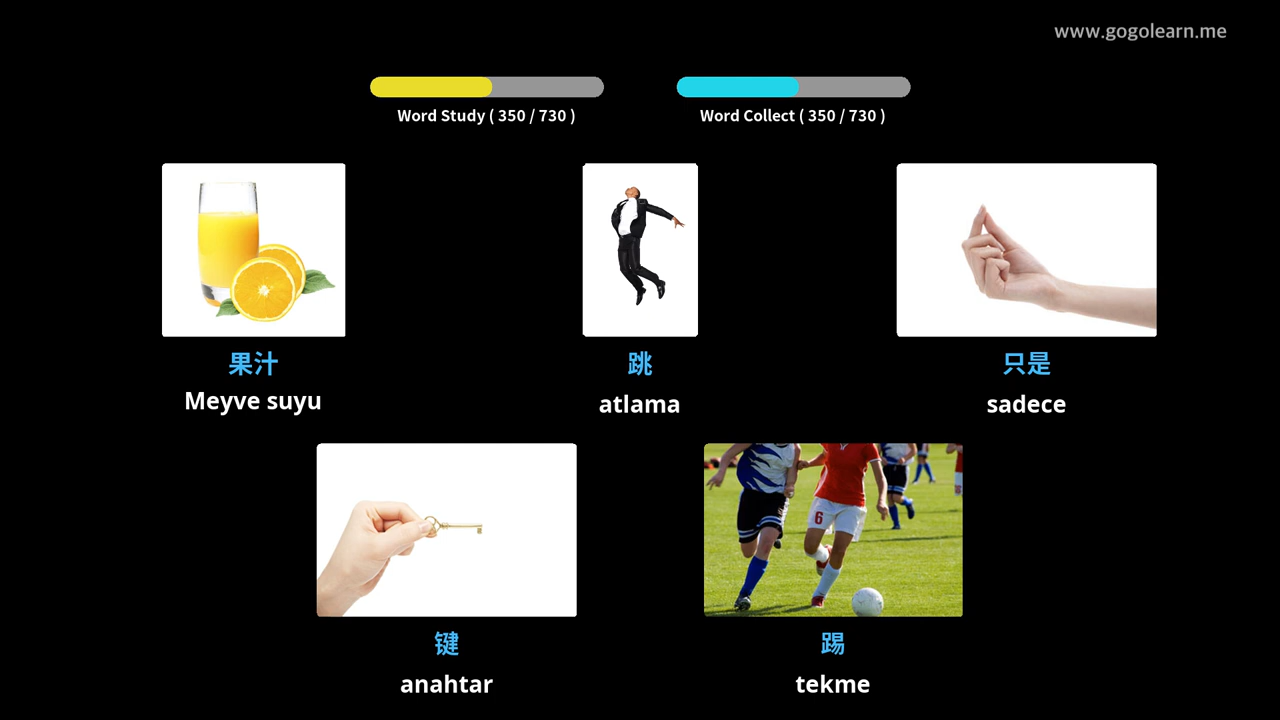 www.gogolearn.me
Word Study ( 350 / 730 )
Word Collect ( 350 / 730 )
果汁
Meyve suyu
跳
atlama
只是
sadece
键
anahtar
踢
tekme
6